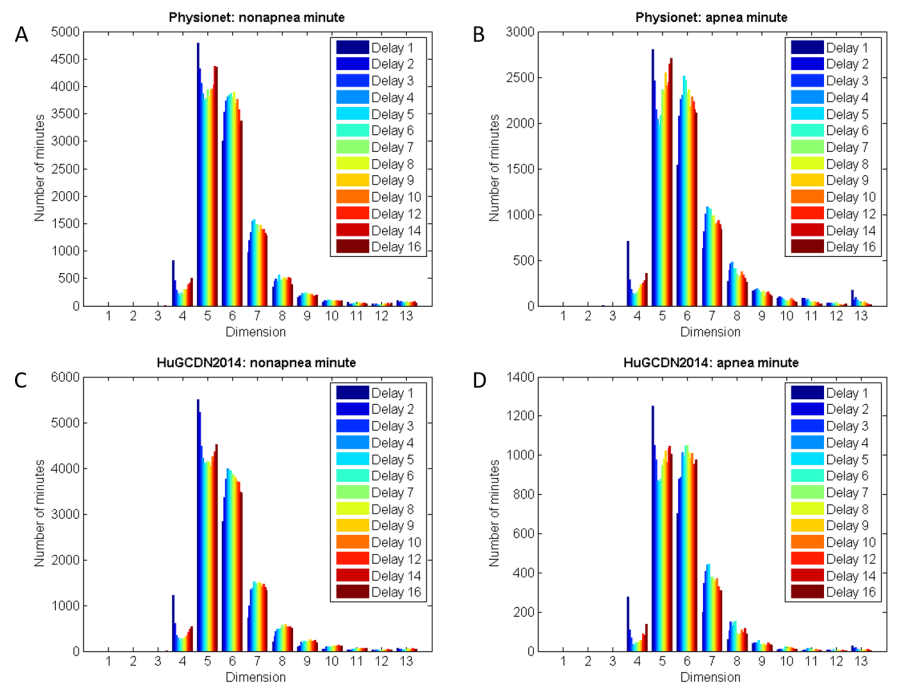 A
Physionet: nonapnea minute
Number of minutes
5000
4500
4000
3500
3000
2500
2000
1500
1000
500
0
1 2 3 4 5 6 7 8 9 10 11 12 13
Dimension
Delay 1
Delay 2
Delay 3
Delay 4
Delay 5
Delay 6
Delay 7
Delay 8
Delay 9
Delay 10
Delay 12
Delay 14
Delay 16
B
Physionet: apnea minute
Number of minutes
3000
2500
2000
1500
1000
500
0
1 2 3 4 5 6 7 8 9 10 11 12 13
Dimension
Delay 1
Delay 2
Delay 3
Delay 4
Delay 5
Delay 6
Delay 7
Delay 8
Delay 9
Delay 10
Delay 12
Delay 14
Delay 16
C
HuGCDN2014: nonapnea minute
Number of minutes
6000
5000
4000
3000
2000
1000
0
1 2 3 4 5 6 7 8 9 10 11 12 13
Dimension
Delay 1
Delay 2
Delay 3
Delay 4
Delay 5
Delay 6
Delay 7
Delay 8
Delay 9
Delay 10
Delay 12
Delay 14
Delay 16
D
HuGCDN2014: apnea minute
Number of minutes
1400
1200
1000
800
600
400
200
0
1 2 3 4 5 6 7 8 9 10 11 12 13
Dimension
Delay 1
Delay 2
Delay 3
Delay 4
Delay 5
Delay 6
Delay 7
Delay 8
Delay 9
Delay 10
Delay 12
Delay 14
Delay 16